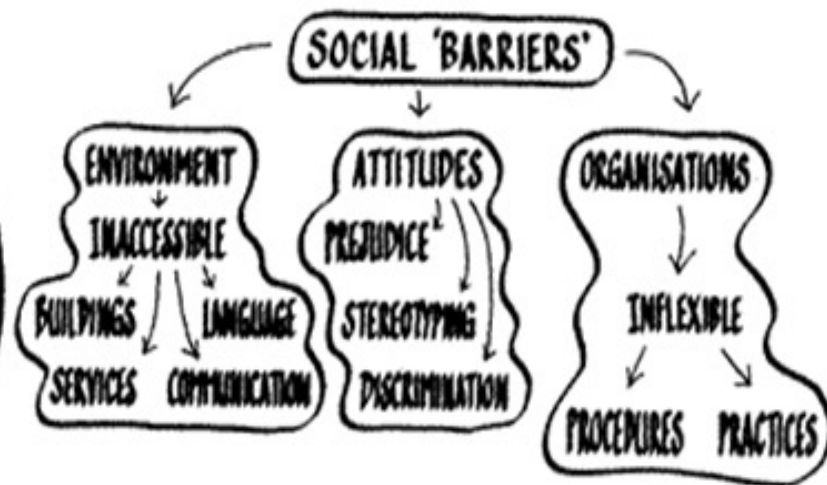 SOCIAL 'BARRIERS'
ENVIRONMENT
INACCESSIBLE
BUILDINGS LANGUAGE
SERVICES COMMUNICATION
ATTITUDES
PREJUDICE
STEREOTYPING
DISCRIMINATION
ORGANISATIONS
INFLEXIBLE
PROCEDURES PRACTICES